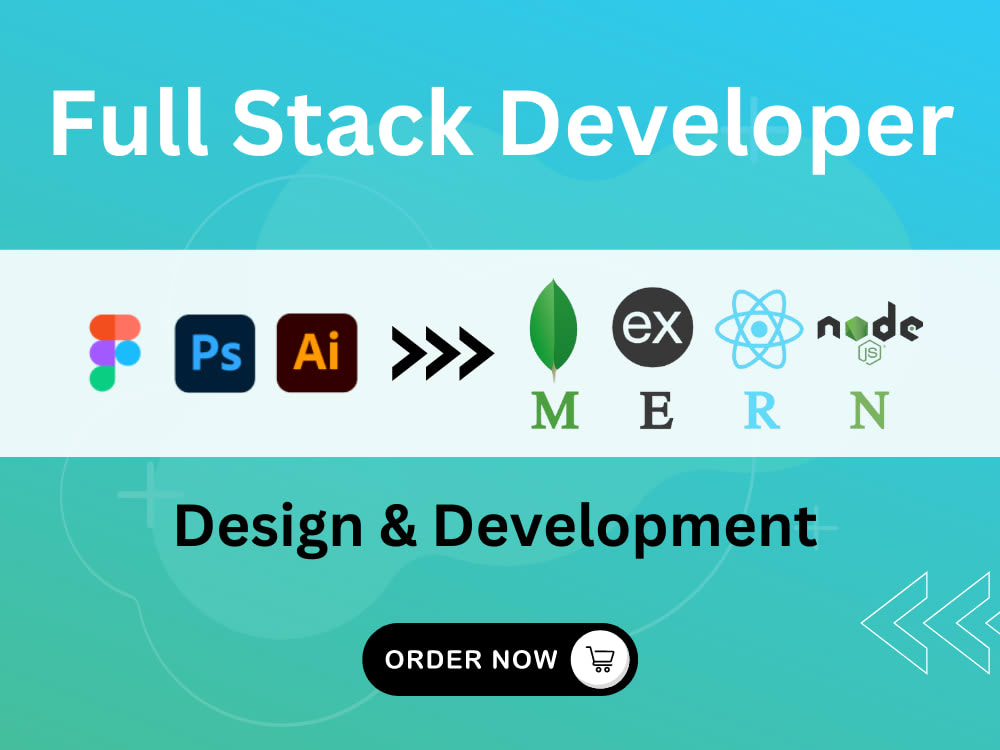 Full Stack Developer
Ps Ai ex node
JS
M E R N
Design & Development
ORDER NOW